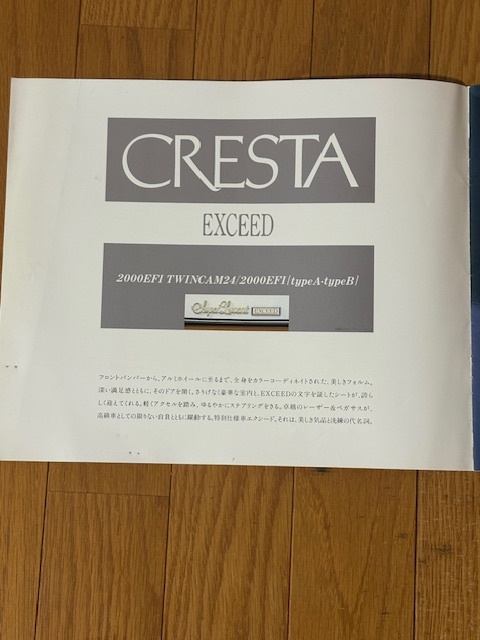 CRESTA
EXCEED
2000EFI TWINCAM24/2000EFI[typeA-typeB]
Super Lucent EXCEED
フロントバンパーから、アルミホイールに至るまで、全身をカラーコーディネイトされた、美しきフォルム。
深い満足感とともに、そのドアを開く。さりげなく豪華な室内と、EXCEEDの文字を証したシートが、誇ら
しく迎えてくれる。軽くアクセルを踏み、ゆるやかにステアリングをきる。卓越のレーザー&ペガサスが、
高級車としての限りない自負とともに躍動する。特別仕様車エクシード。それは、美しき気品と洗練の代名詞。